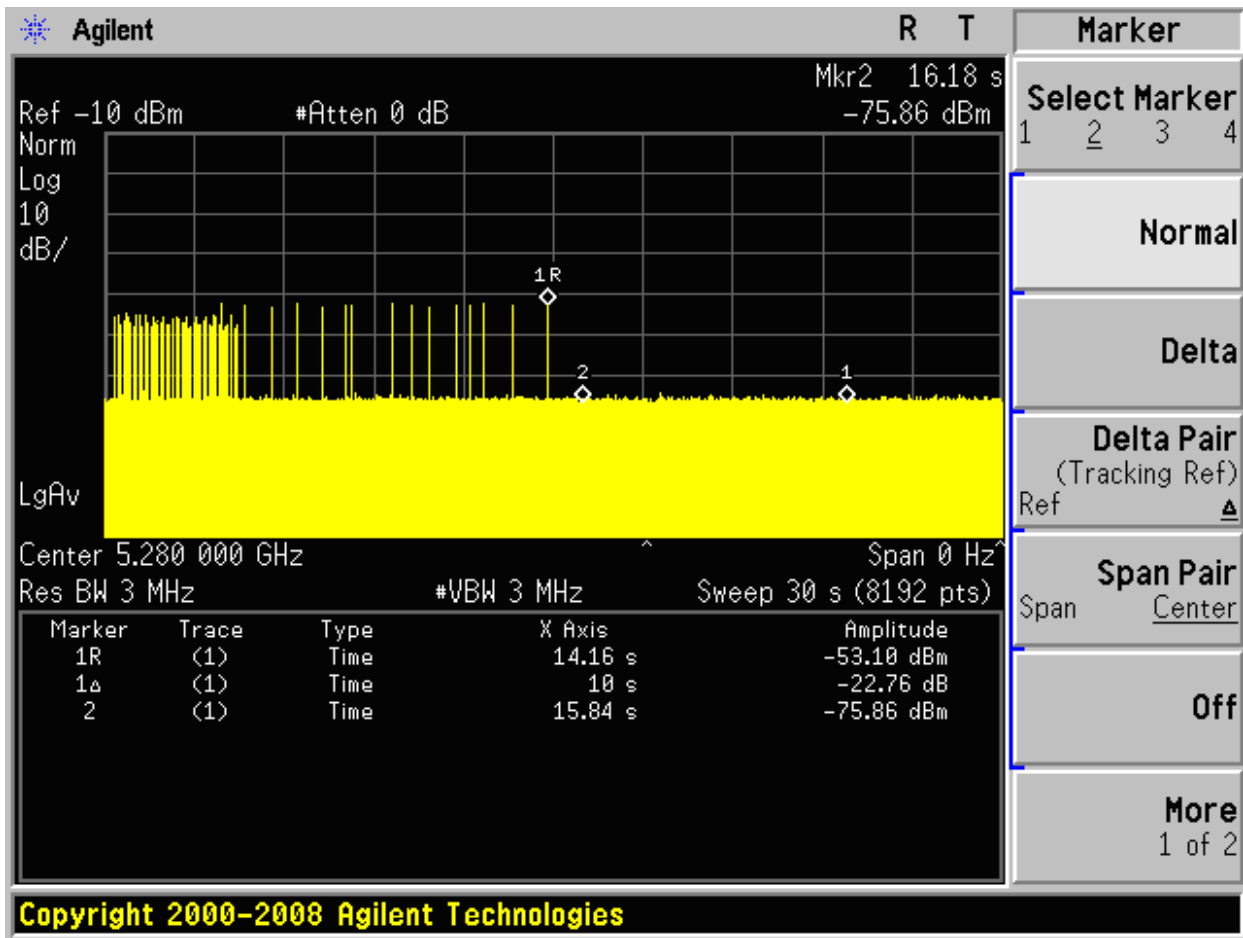 Agilent R T
Mkr2 16.18 s
Ref -10 dBm #Atten 0 dB -75.86 dBm
Norm
Log
10
dB/
1R
2
1
LgAv
Center 5.280 000 GHz Span 0 Hz
Res BW 3 MHz #VBW 3 MHz Sweep 30 s (8192 pts)
Marker Trace Type X Axis Amplitude
1R (1) Time 14.16 s -53.10 dBm
1Δ (1) Time 10 s -22.76 dB
2 (1) Time 15.84 s -75.86 dBm
Marker
Select Marker
1 2 3 4
Normal
Delta
Delta Pair
(Tracking Ref)
Ref Δ
Span Pair
Span Center
Off
More
1 of 2
Copyright 2000-2008 Agilent Technologies